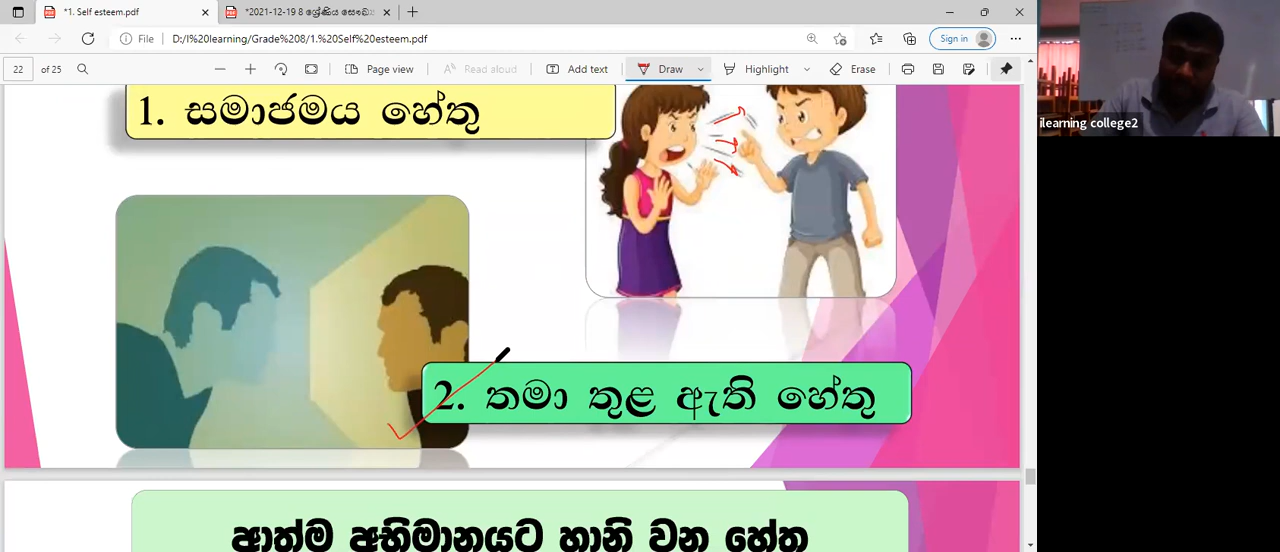 *1. Self esteem.pdf
*2021-12-19 8 ශ්‍රේණිය සෞඛ්‍ය
File
D:/I%20learning/Grade%208/1.%20Self%20esteem.pdf
Sign in
22 of 25
Page view
Read aloud
Add text
Draw
Highlight
Erase
ilearning college2
1. සමාජමය හේතු
2. තමා තුළ ඇති හේතු
ආත්ම අභිමානයට හානි වන හේතු